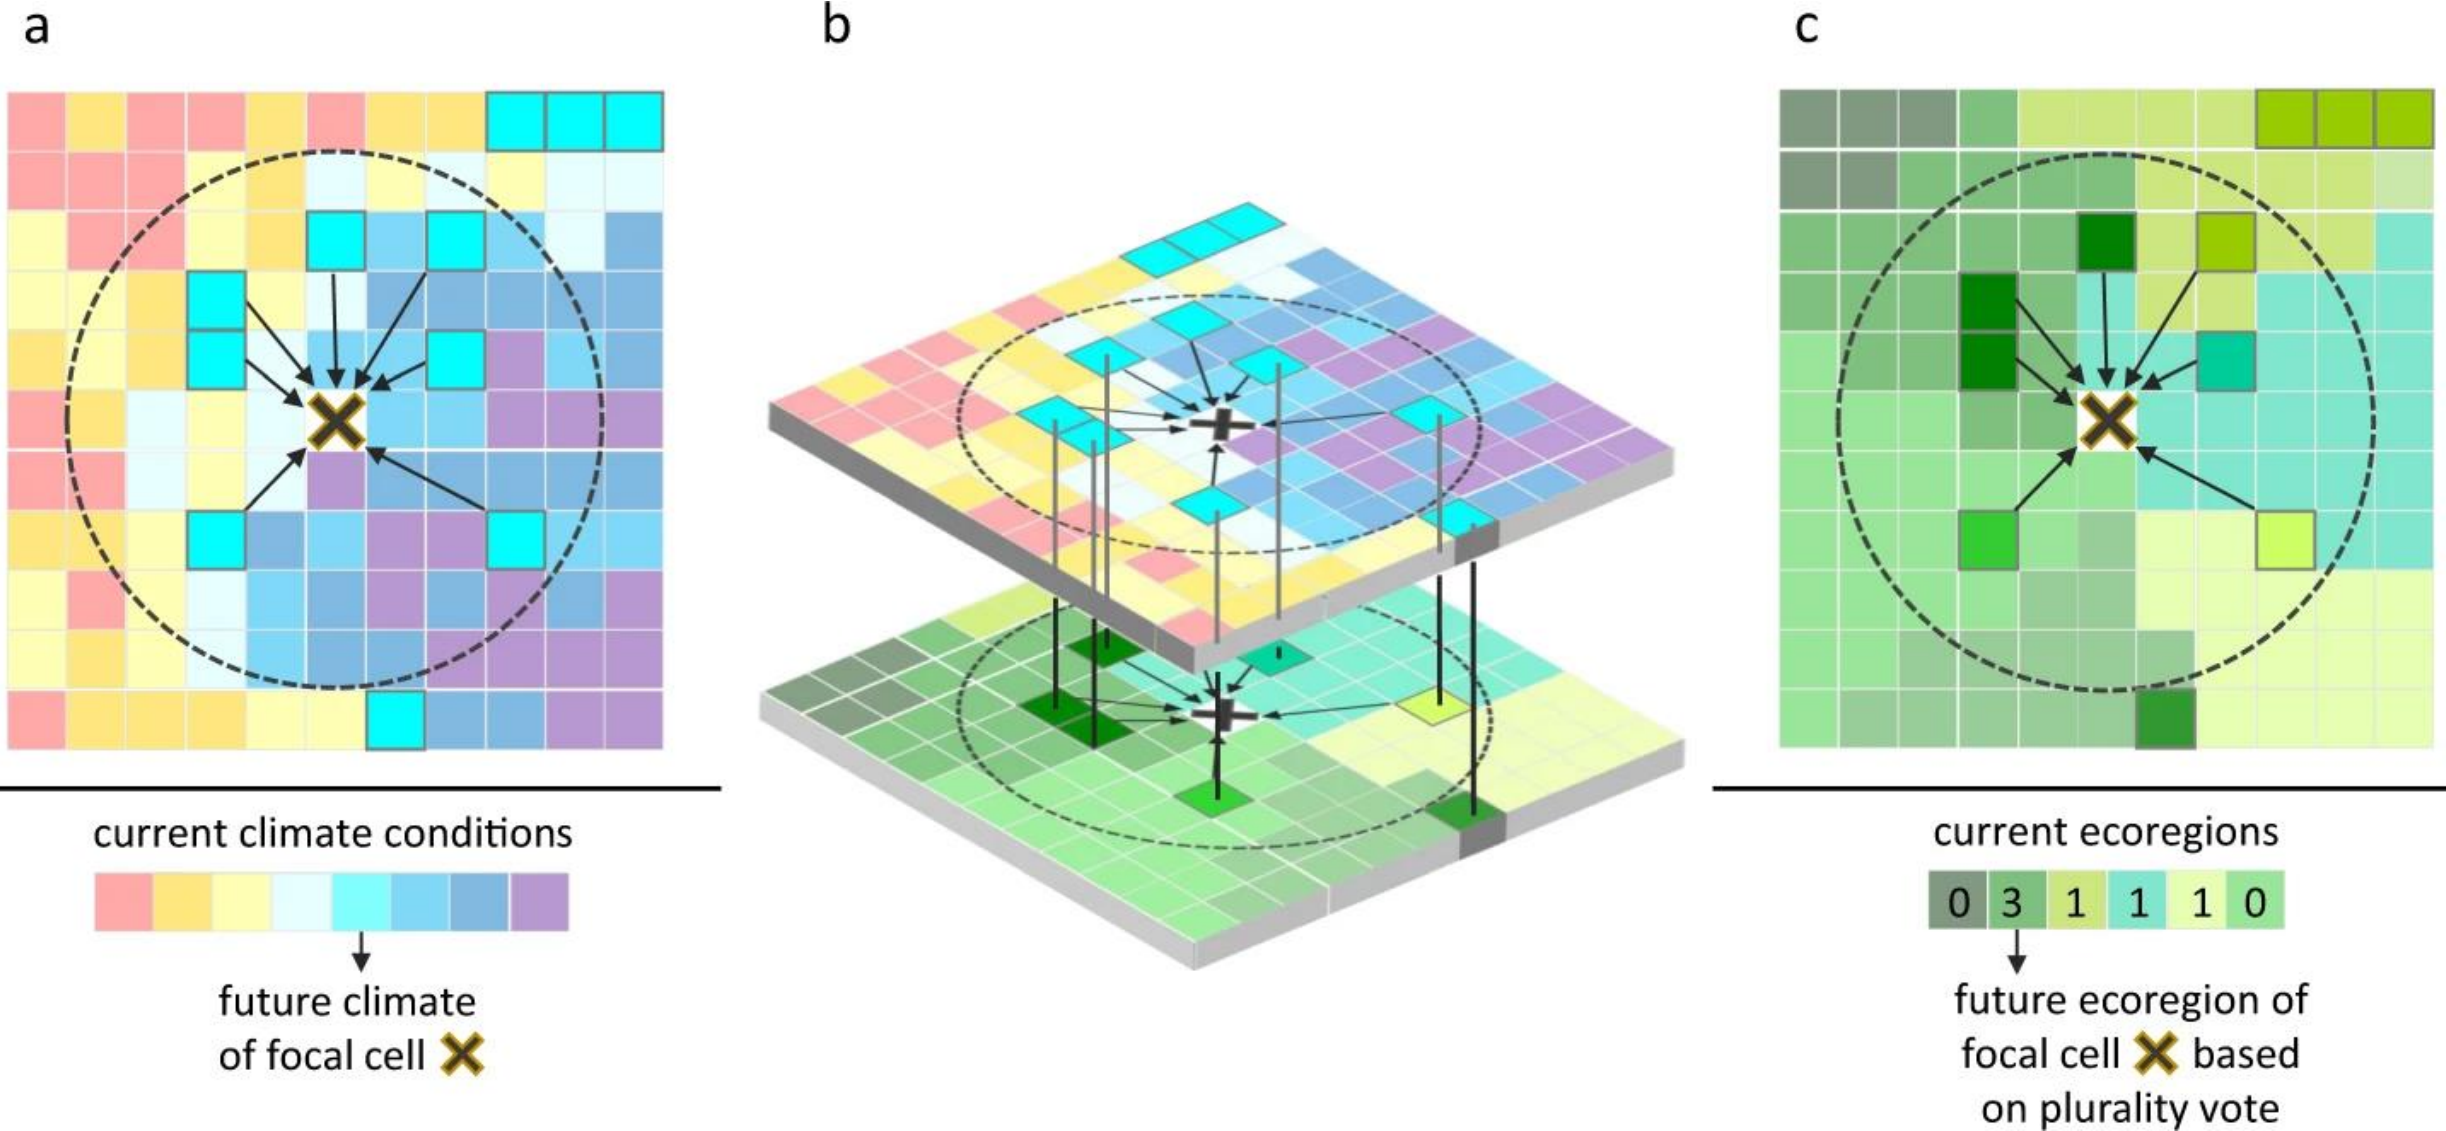 a
b
c
current climate conditions
future climate
of focal cell
current ecoregions
0 3 1 1 1 0
future ecoregion of
focal cell based
on plurality vote